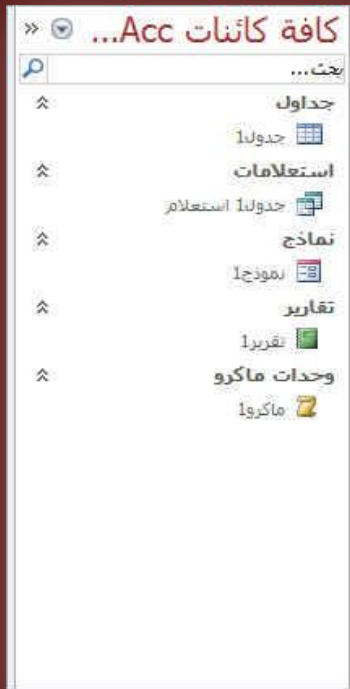 كافة كائنات Acc...
بحث...
جداول
جدول1
استعلامات
جدول1 استعلام
نماذج
نموذج1
تقارير
تقرير1
وحدات ماكرو
ماكرو1